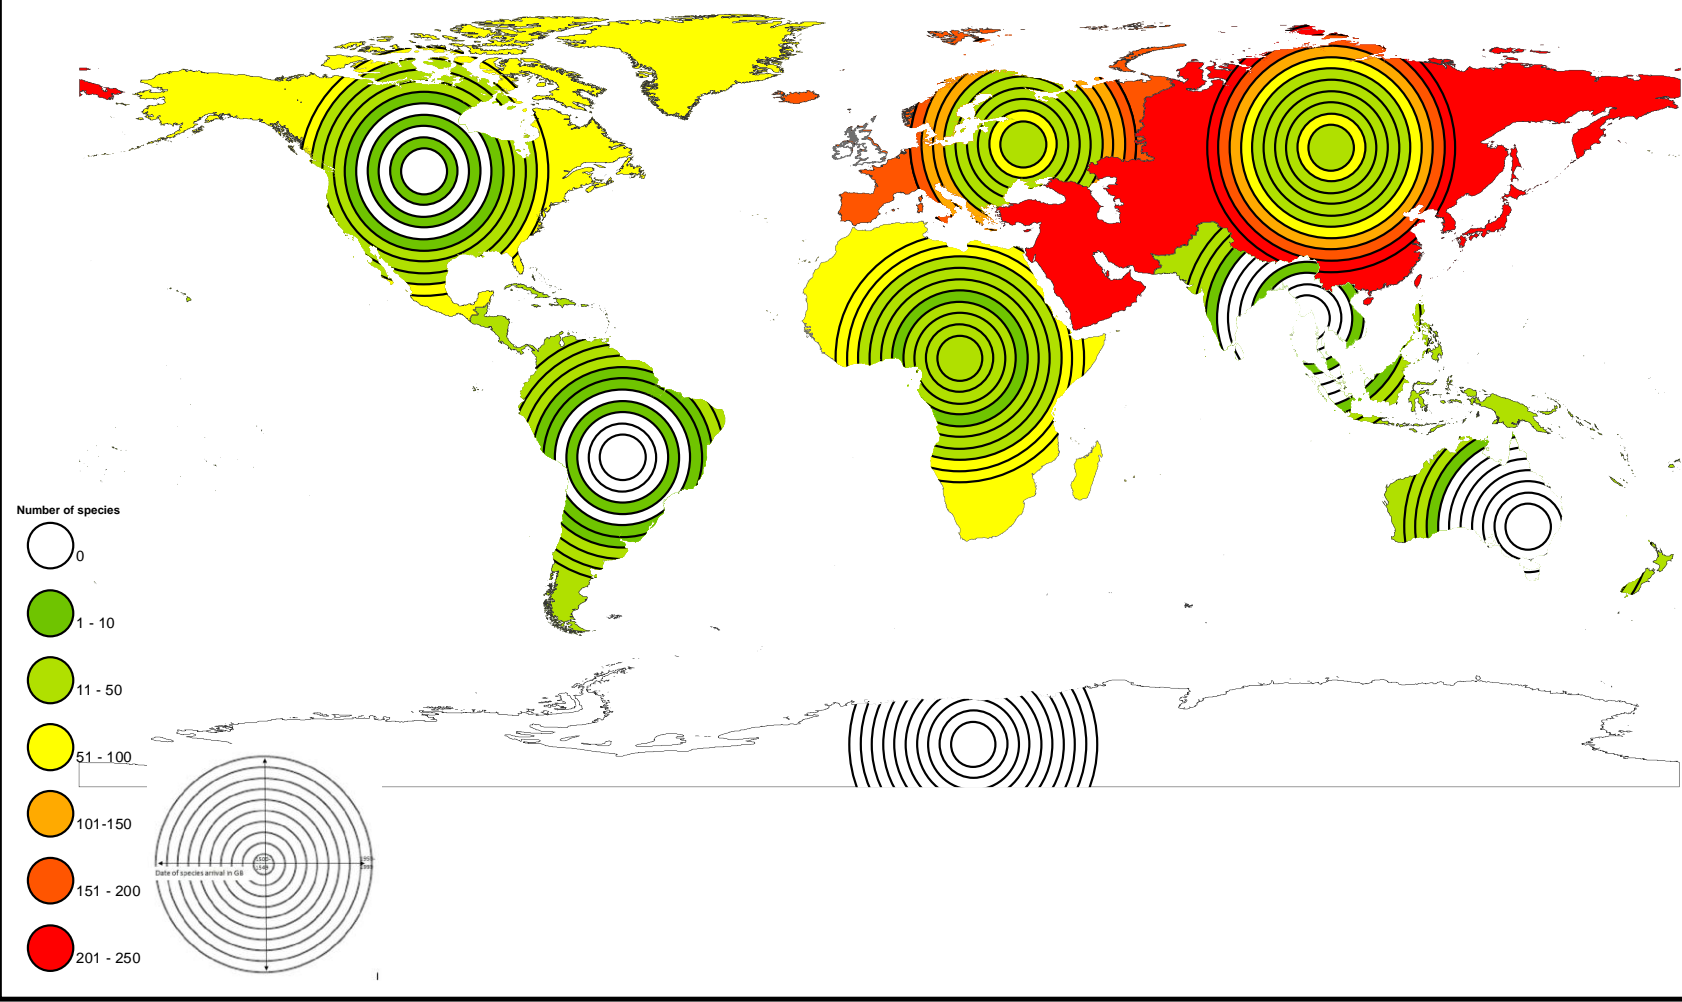 Number of species
0
1 - 10
11 - 50
51 - 100
101-150
151 - 200
201 - 250
Date of species arrival in GB